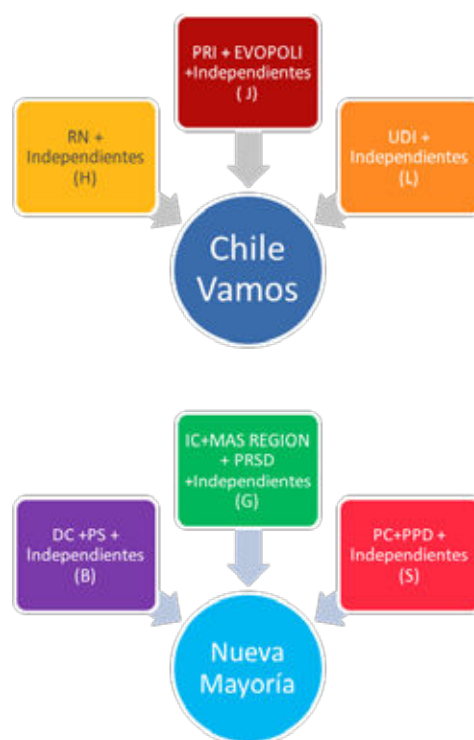 PRI + EVOPOLI
+Independientes
( J)
RN +
Independientes
(H)
UDI +
Independientes
(L)
Chile
Vamos
IC+MAS REGION
+ PRSD
+Independientes
(G)
DC +PS +
Independientes
(B)
PC+PPD +
Independientes
(S)
Nueva
Mayoría